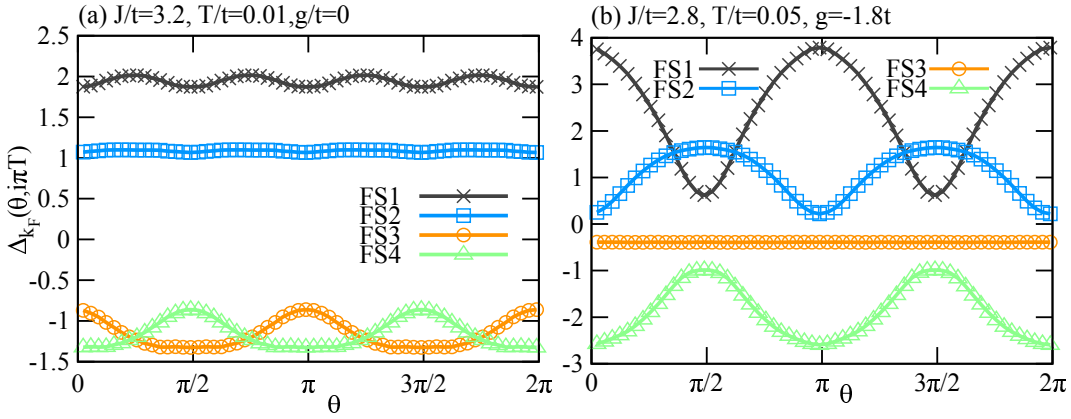 (a) J/t=3.2, T/t=0.01,g/t=0
Δk_F(θ,iπT)
2.5
2
1.5
1
0.5
0
-0.5
-1
-1.5
FS1
FS2
FS3
FS4
0 π/2 π 3π/2 2π
θ
(b) J/t=2.8, T/t=0.05, g=-1.8t
4
3
2
1
0
-1
-2
-3
FS1
FS2
FS3
FS4
0 π/2 π 3π/2 2π
θ